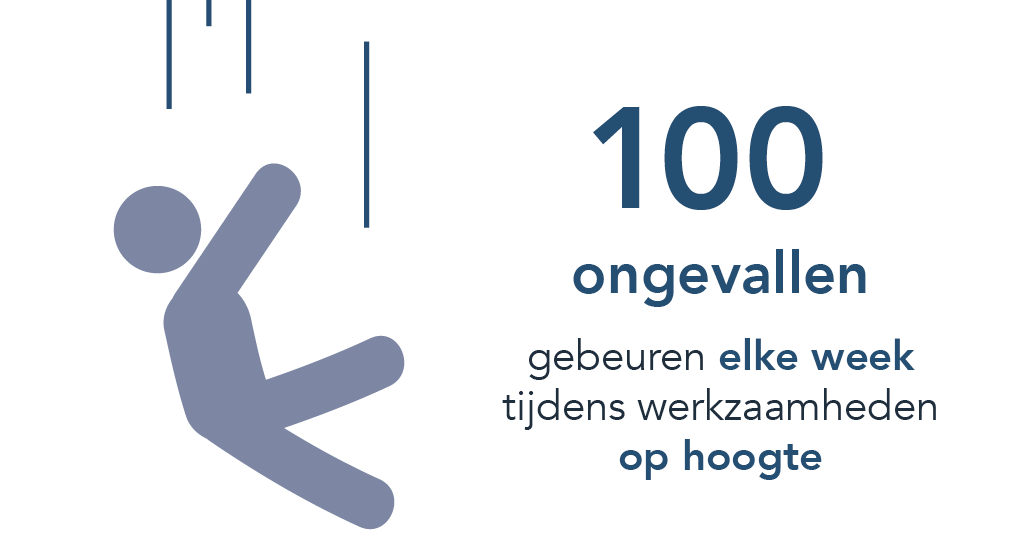 100
ongevallen
gebeuren elke week
tijdens werkzaamheden
op hoogte